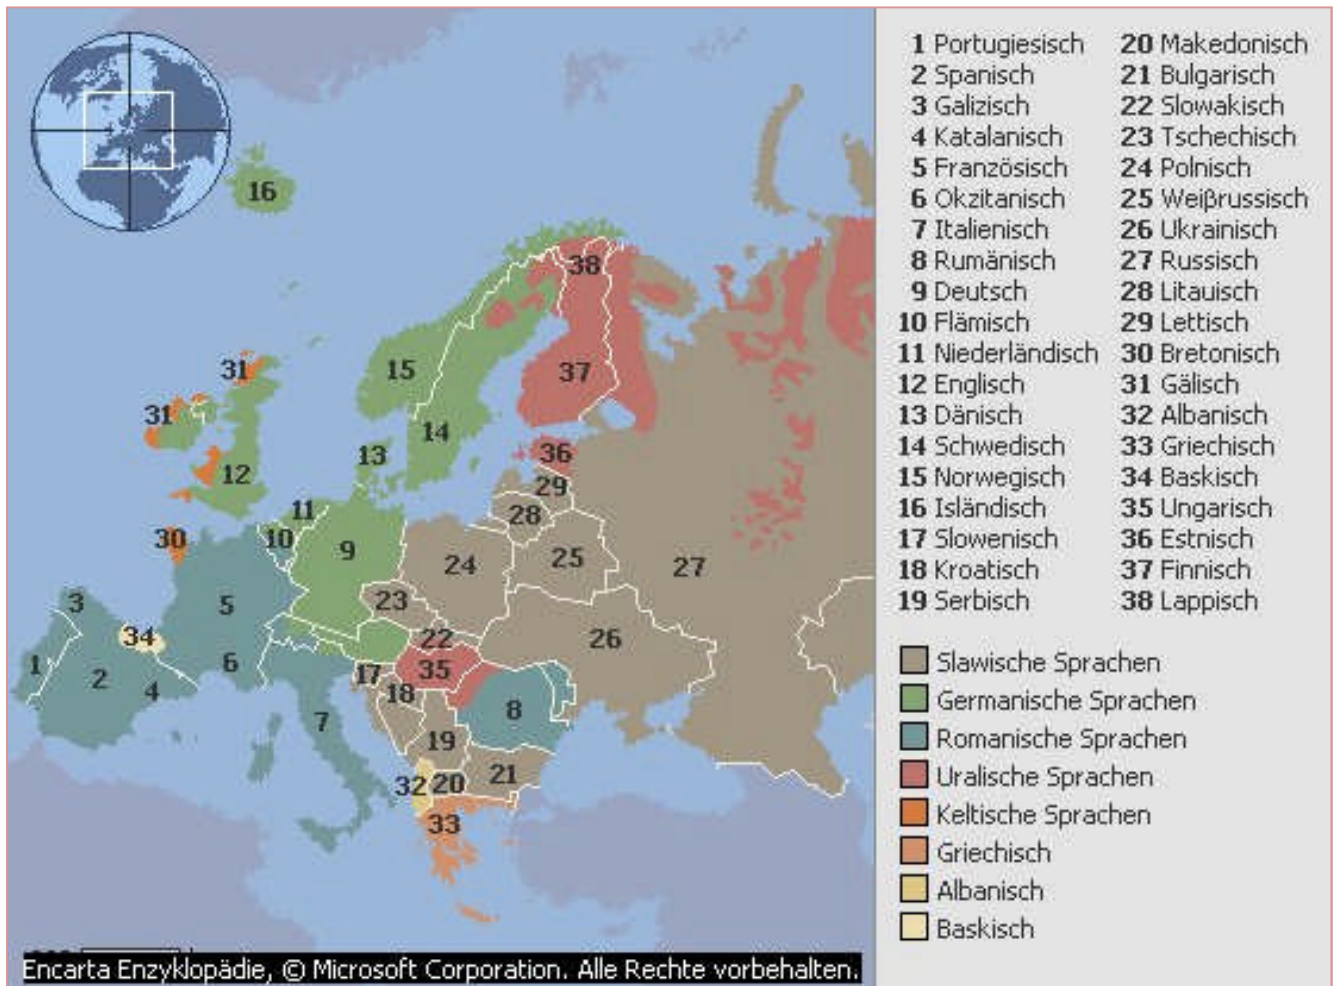 1 Portugiesisch
2 Spanisch
3 Galizisch
4 Katalanisch
5 Französisch
6 Okzitanisch
7 Italienisch
8 Rumänisch
9 Deutsch
10 Flämisch
11 Niederländisch
12 Englisch
13 Dänisch
14 Schwedisch
15 Norwegisch
16 Isländisch
17 Slowenisch
18 Kroatisch
19 Serbisch
20 Makedonisch
21 Bulgarisch
22 Slowakisch
23 Tschechisch
24 Polnisch
25 Weiβrussisch
26 Ukrainisch
27 Russisch
28 Litauisch
29 Lettisch
30 Bretonisch
31 Gälisch
32 Albanisch
33 Griechisch
34 Baskisch
35 Ungarisch
36 Estnisch
37 Finnisch
38 Lappisch
Slawische Sprachen
Germanische Sprachen
Romanische Sprachen
Uralische Sprachen
Keltische Sprachen
Griechisch
Albanisch
Baskisch
16
38
31
15
37
31
14
13
36
12
29
11
28
30
10
9
24
25
27
23
3
5
34
22
26
1
2
6
35
17
4
18
8
7
19
21
32
20
33
Encarta Enzyklopädie, © Microsoft Corporation. Alle Rechte vorbehalten.